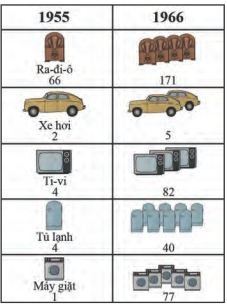 1955 1966
Ra-đi-ô
66 171
Xe hơi
2 5
Ti-vi
4 82
Tủ lạnh
4 40
Máy giặt
1 77